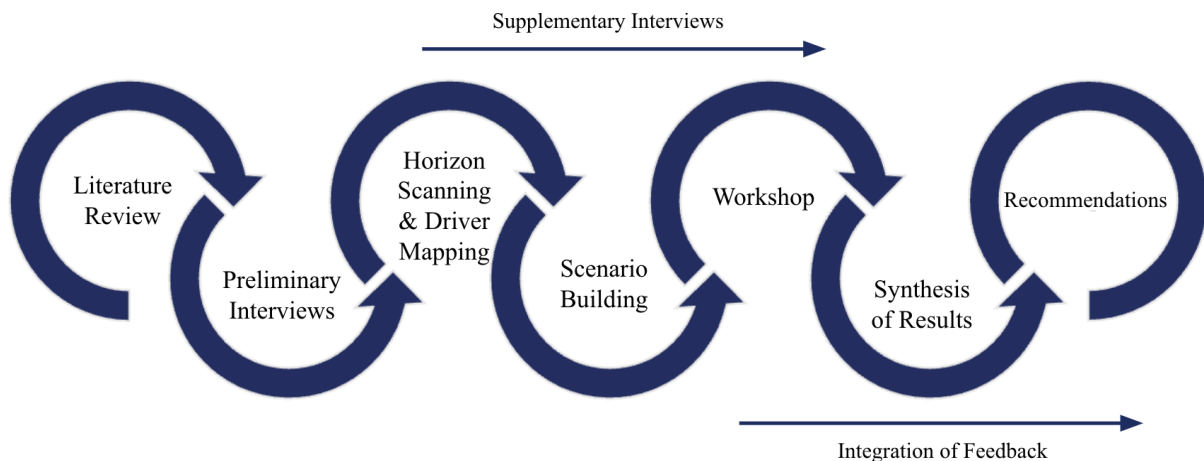 Supplementary Interviews
Literature
Review
Preliminary
Interviews
Horizon
Scanning
& Driver
Mapping
Scenario
Building
Workshop
Synthesis
of Results
Recommendations
Integration of Feedback